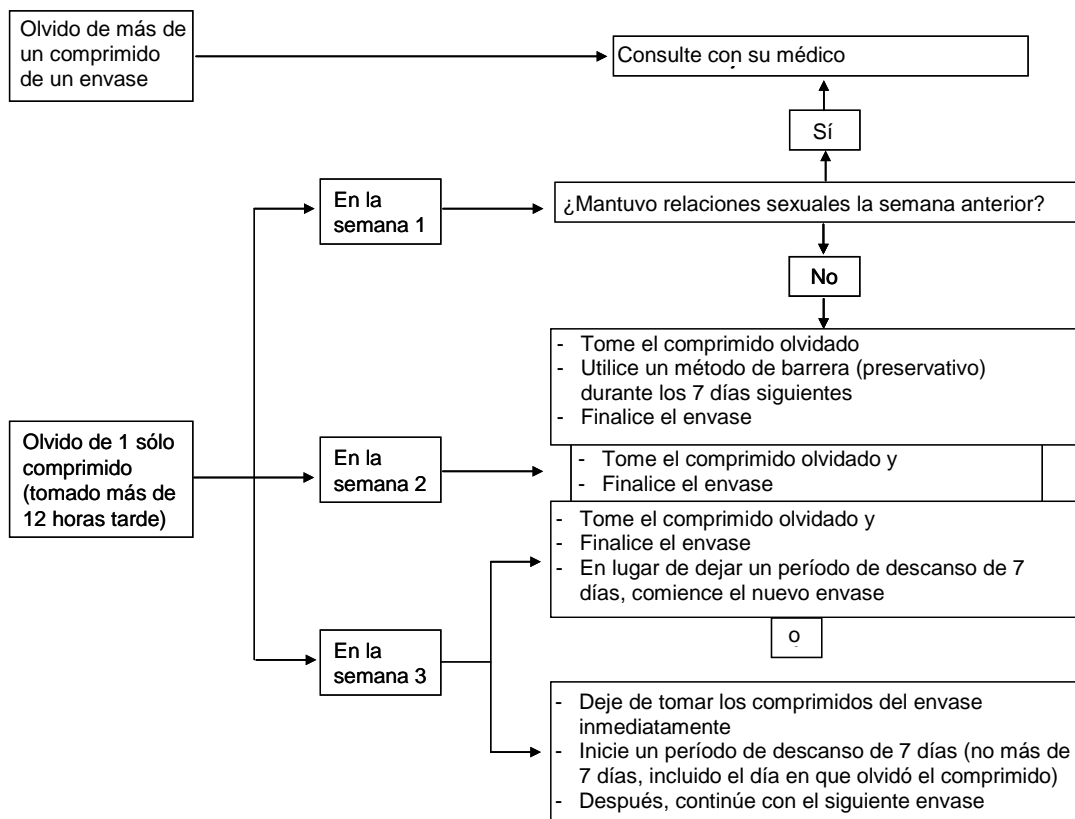 Olvido de más de
un comprimido
de un envase
Consulte con su médico
Sí
En la
semana 1
¿Mantuvo relaciones sexuales la semana anterior?
No
- Tome el comprimido olvidado
- Utilice un método de barrera (preservativo)
durante los 7 días siguientes
- Finalice el envase
Olvido de 1 sólo
comprimido
(tomado más de
12 horas tarde)
En la
semana 2
- Tome el comprimido olvidado y
- Finalice el envase
- Tome el comprimido olvidado y
- Finalice el envase
- En lugar de dejar un período de descanso de 7
días, comience el nuevo envase
o
En la
semana 3
- Deje de tomar los comprimidos del envase
inmediatamente
- Inicie un período de descanso de 7 días (no más de
7 días, incluido el día en que olvidó el comprimido)
- Después, continúe con el siguiente envase